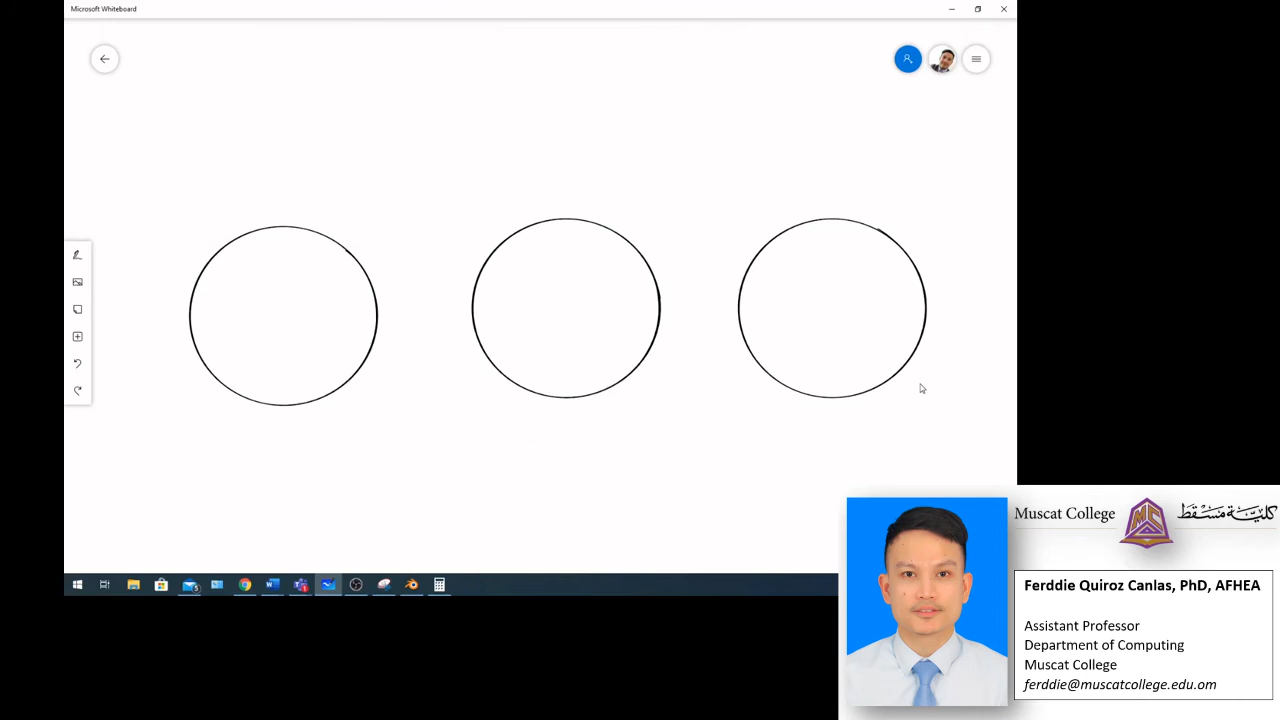 Microsoft Whiteboard
Muscat College
كلية مسقط
Ferddie Quiroz Canlas, PhD, AFHEA
Assistant Professor
Department of Computing
Muscat College
ferddie@muscatcollege.edu.om